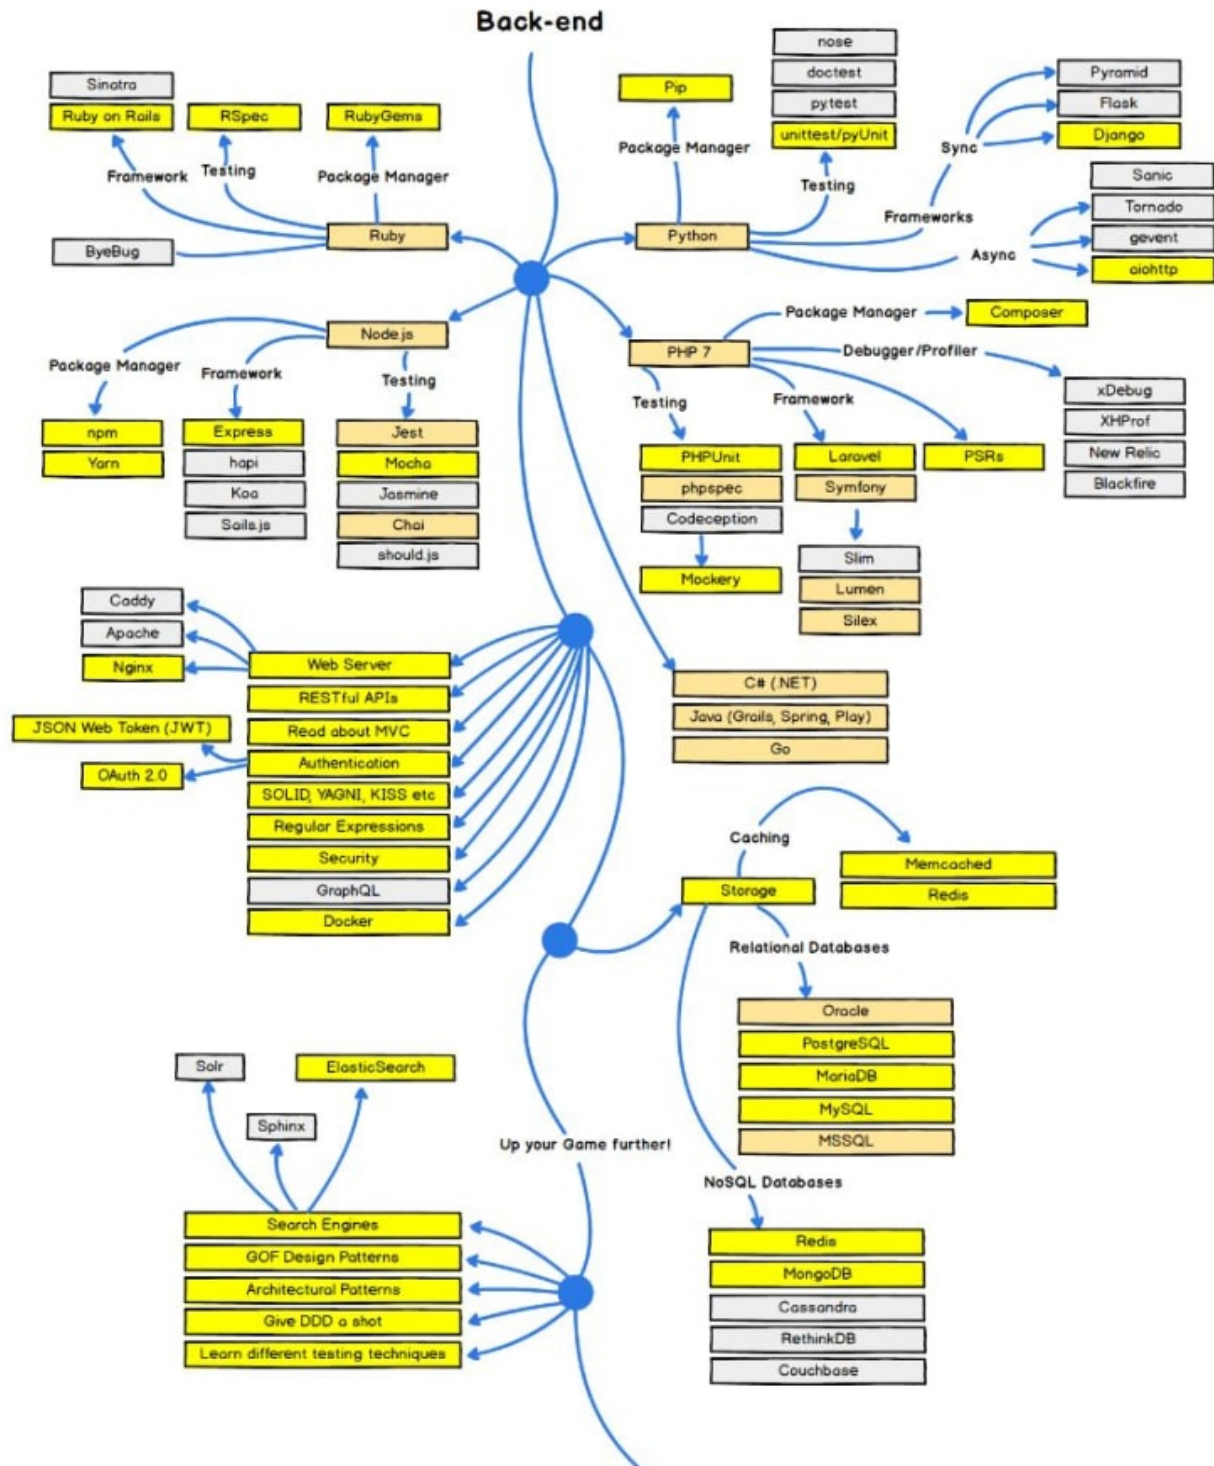 Back-end
Sinatra
Ruby on Rails
RSpec
RubyGems
Framework
Testing
Package Manager
Ruby
ByeBug
Pip
Package Manager
nose
doctest
py.test
unittest/pyUnit
Testing
Python
Pyramid
Flask
Django
Sync
Frameworks
Async
Sanic
Tornado
gevent
aiohttp
Node.js
Package Manager
Framework
Testing
npm
Yarn
Express
hapi
Koa
Sails.js
Jest
Mocha
Jasmine
Chai
should.js
PHP 7
Package Manager
Composer
Debugger/Profiler
xDebug
XHProf
New Relic
Blackfire
Testing
Framework
PHPUnit
phpspec
Codeception
Mockery
Laravel
Symfony
Slim
Lumen
Silex
PSRs
C# (.NET)
Java (Grails, Spring, Play)
Go
Caddy
Apache
Nginx
Web Server
RESTful APIs
Read about MVC
JSON Web Token (JWT)
OAuth 2.0
Authentication
SOLID, YAGNI, KISS etc
Regular Expressions
Security
GraphQL
Docker
Caching
Memcached
Redis
Storage
Relational Databases
Oracle
PostgreSQL
MariaDB
MySQL
MSSQL
NoSQL Databases
Redis
MongoDB
Cassandra
RethinkDB
Couchbase
Up your Game further!
Solr
Sphinx
ElasticSearch
Search Engines
GOF Design Patterns
Architectural Patterns
Give DDD a shot
Learn different testing techniques